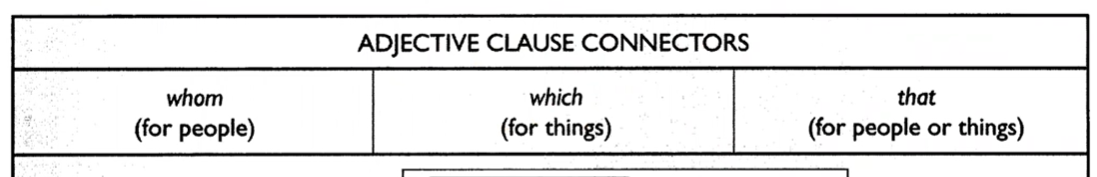 ADJECTIVE CLAUSE CONNECTORS
whom which that
(for people) (for things) (for people or things)